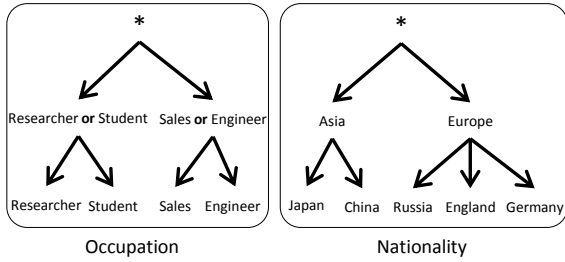 *
Researcher or Student
Sales or Engineer
Researcher
Student
Sales
Engineer
Occupation
*
Asia
Europe
Japan
China
Russia
England
Germany
Nationality